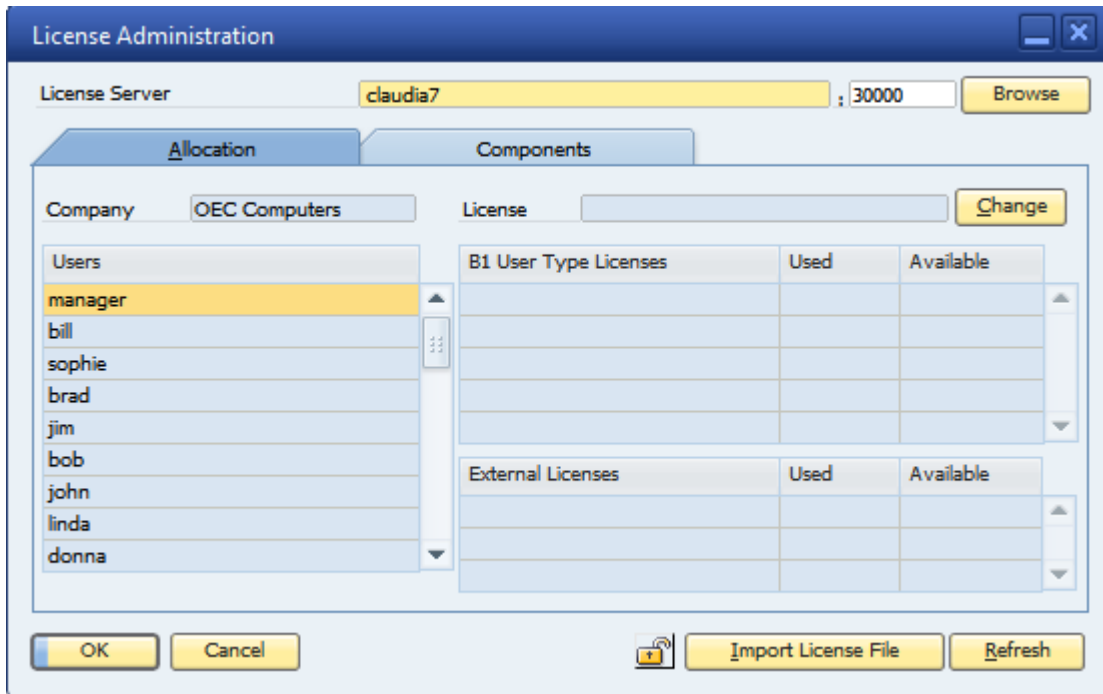 License Administration
License Server claudia7 : 30000 Browse
Allocation Components
Company OEC Computers License Change
Users
manager
bill
sophie
brad
jim
bob
john
linda
donna
B1 User Type Licenses Used Available
External Licenses Used Available
OK Cancel Import License File Refresh